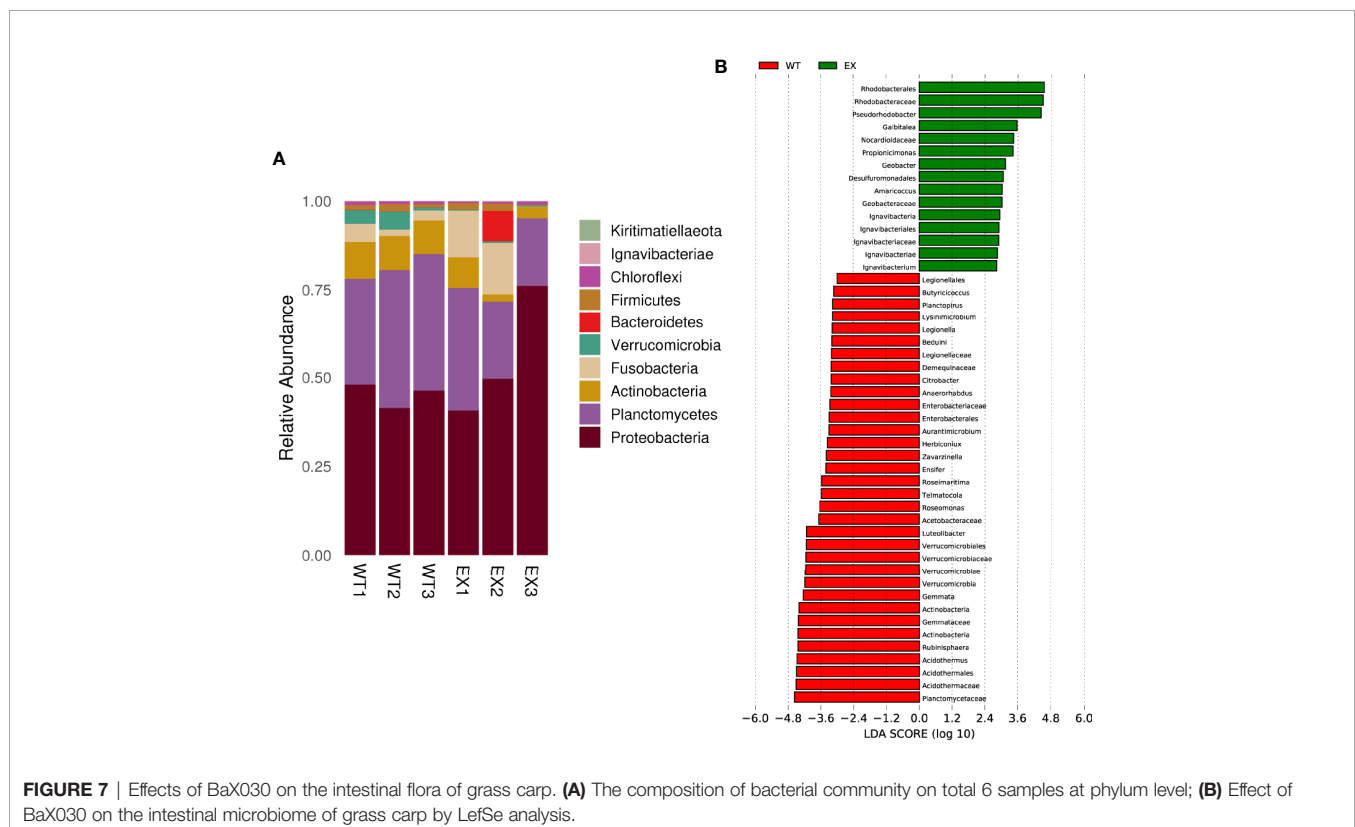 A
1.00
0.75
0.50
0.25
0.00
Relative Abundance
WT1
WT2
WT3
EX1
EX2
EX3
Kiritimatiellaeota
Ignavibacteriae
Chloroflexi
Firmicutes
Bacteroidetes
Verrucomicrobia
Fusobacteria
Actinobacteria
Planctomycetes
Proteobacteria
B
WT EX
Rhodobacterales
Rhodobacteraceae
Pseudorhodobacter
Gaibitalea
Nocardioidaceae
Propionicimonas
Geobacter
Desulfuromonadales
Amaricoccus
Geobacteraceae
Ignavibacteria
Ignavibacteriales
Ignavibacteriaceae
Ignavibacteriae
Ignavibacterium
Legionellales
Butyricicoccus
Planctopirus
Lysinimicrobium
Legionella
Beduini
Legionellaceae
Demequinaceae
Citrobacter
Anaerorhabdus
Enterobacteriaceae
Enterobacterales
Aurantimicrobium
Herbiconiux
Zavarzinella
Ensifer
Roseimaritima
Telmatocola
Roseomonas
Acetobacteraceae
Luteolibacter
Verrucomicrobiales
Verrucomicrobiaceae
Verrucomicrobiae
Verrucomicrobia
Gemmata
Actinobacteria
Gemmataceae
Actinobacteria
Rubinisphaera
Acidothermus
Acidothermales
Acidothermaceae
Planctomycetaceae
−6.0 −4.8 −3.6 −2.4 −1.2 0.0 1.2 2.4 3.6 4.8 6.0
LDA SCORE (log 10)
FIGURE 7 | Effects of BaX030 on the intestinal flora of grass carp. (A) The composition of bacterial community on total 6 samples at phylum level; (B) Effect of
BaX030 on the intestinal microbiome of grass carp by LefSe analysis.